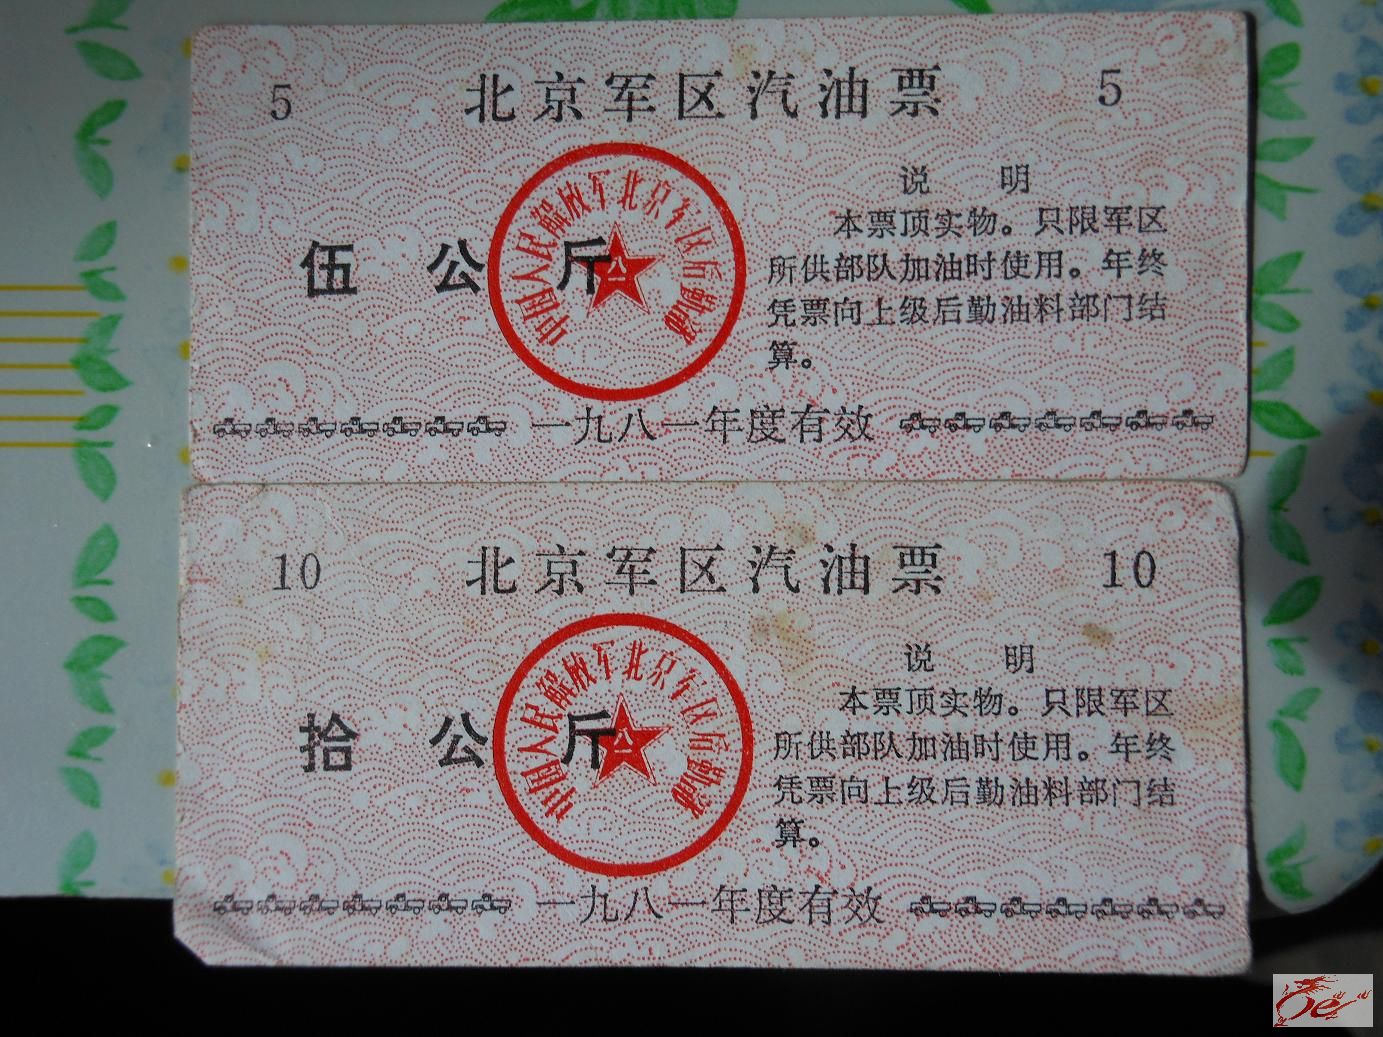 5 北京军区汽油票 5
伍公斤
中国人民解放军北京军区后勤部
八一
说 明
本票顶实物。只限军区
所供部队加油时使用。年终
凭票向上级后勤油料部门结
算。
一九八一年度有效
10 北京军区汽油票 10
拾公斤
中国人民解放军北京军区后勤部
八一
说 明
本票顶实物。只限军区
所供部队加油时使用。年终
凭票向上级后勤油料部门结
算。
一九八一年度有效